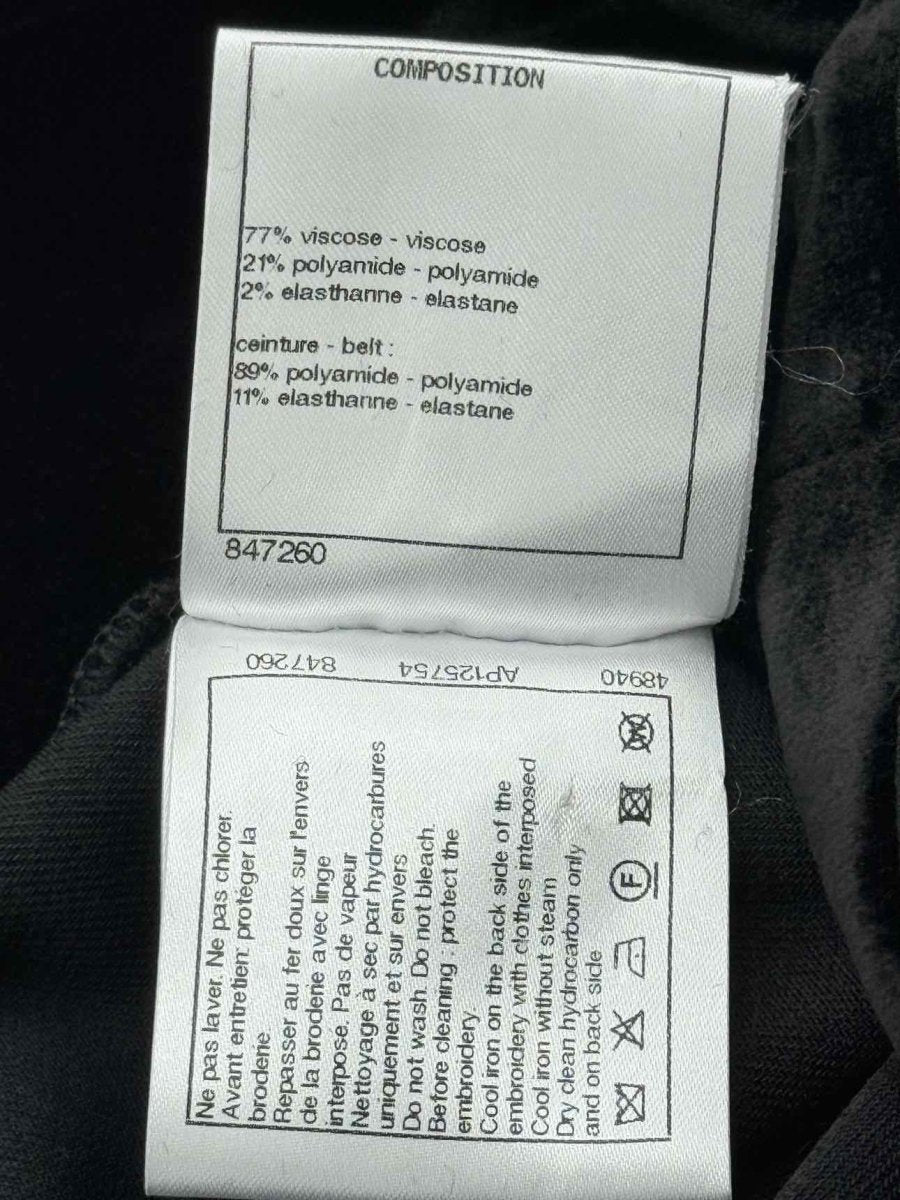 COMPOSITION
77% viscose - viscose
21% polyamide - polyamide
2% elasthanne - elastane
ceinture - belt :
89% polyamide - polyamide
11% elasthanne - elastane
847260
847260 AP125754 48940
Ne pas laver. Ne pas chlorer.
Avant entretien: protéger la
broderie
Repasser au fer doux sur l'envers
de la broderie avec linge
interpose. Pas de vapeur
Nettoyage à sec par hydrocarbures
uniquement et sur envers
Do not wash. Do not bleach.
Before cleaning : protect the
embroidery
Cool iron on the back side of the
embroidery with clothes interposed
Cool iron without steam
Dry clean hydrocarbon only
and on back side
F
W